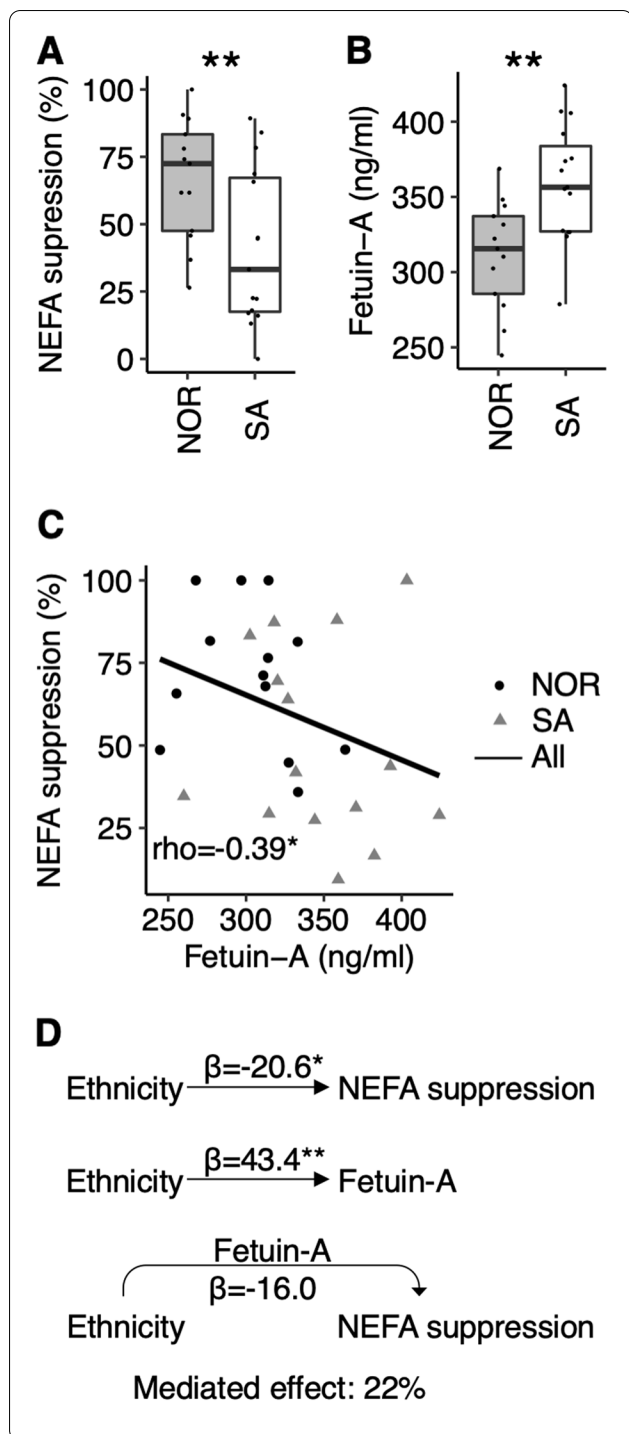 A
**
NEFA supression (%)
100
75
50
25
0
NOR
SA
B
**
Fetuin−A (ng/ml)
400
350
300
250
NOR
SA
C
NEFA suppression (%)
100
75
50
25
rho=-0.39*
250 300 350 400
Fetuin−A (ng/ml)
NOR
SA
All
D
β=-20.6*
Ethnicity NEFA suppression
β=43.4**
Ethnicity Fetuin-A
Fetuin-A
β=-16.0
Ethnicity NEFA suppression
Mediated effect: 22%